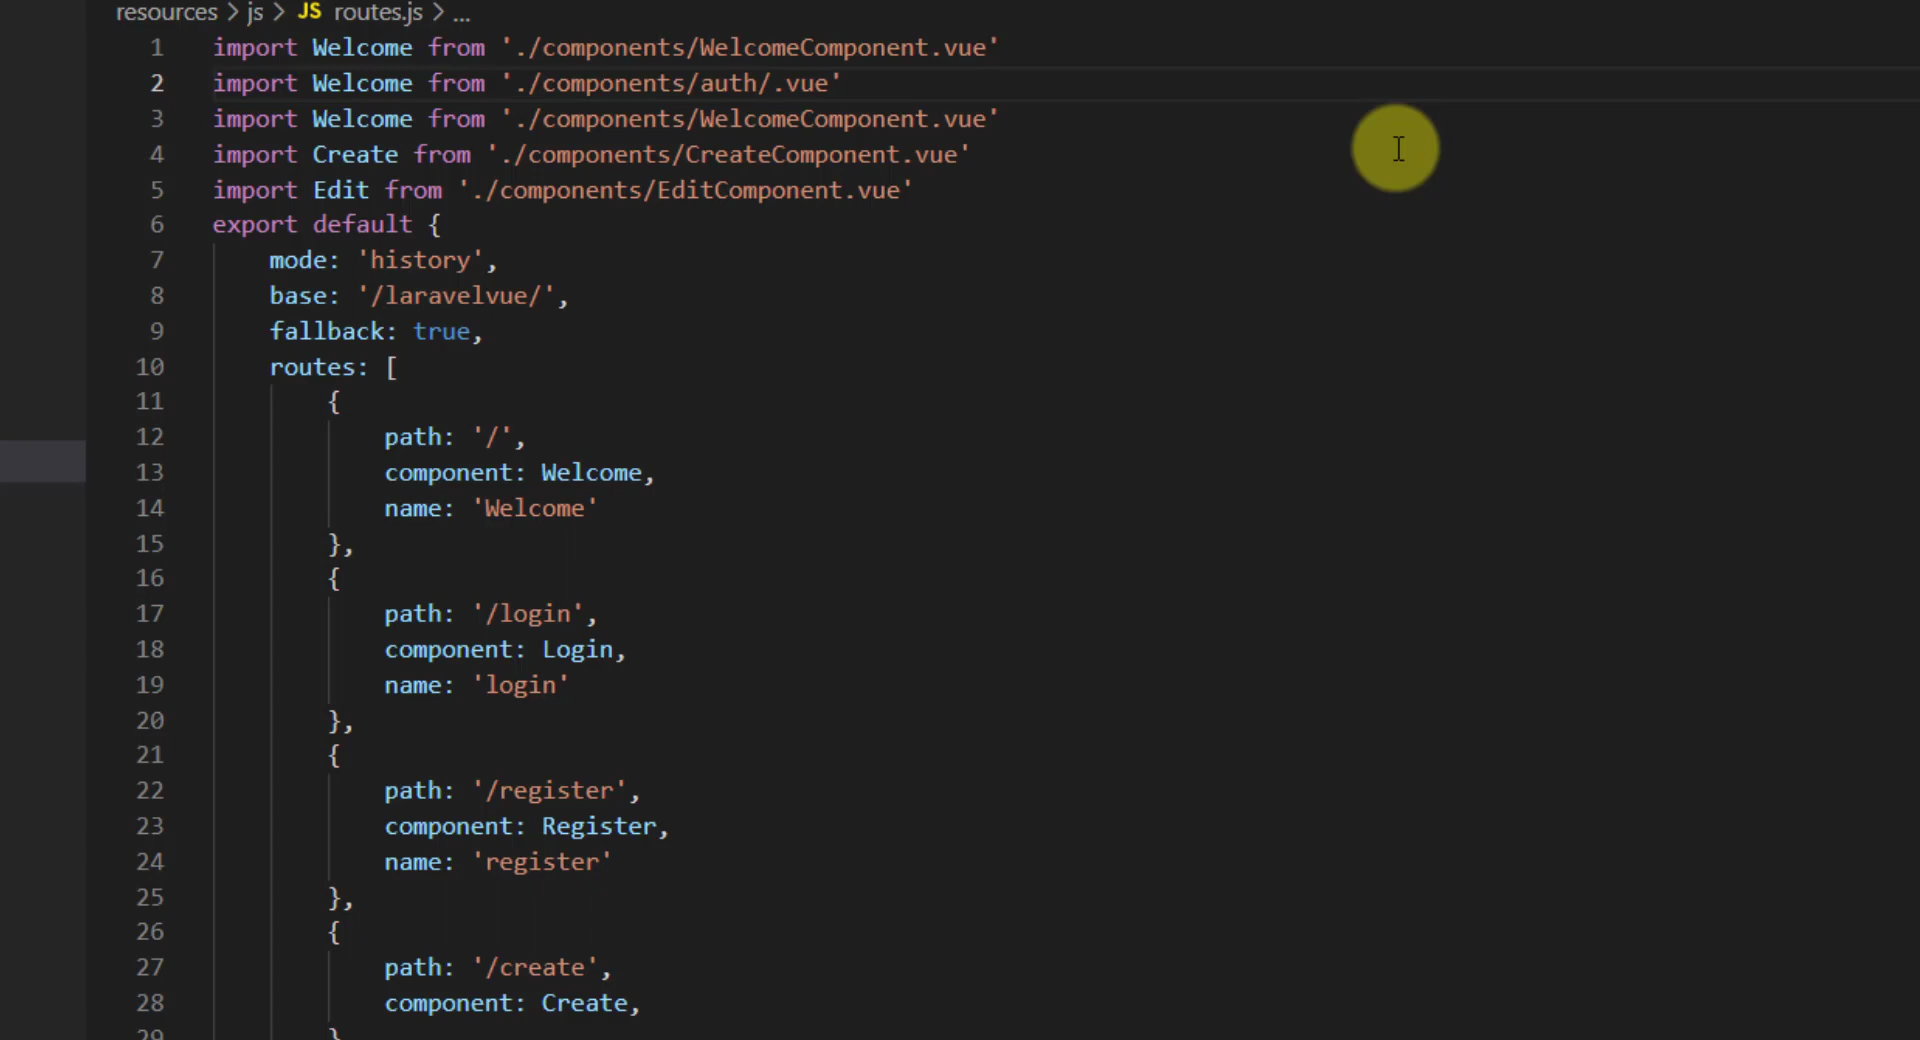 resources > js > JS routes.js > ...
1 import Welcome from './components/WelcomeComponent.vue'
2 import Welcome from './components/auth/.vue'
3 import Welcome from './components/WelcomeComponent.vue'
4 import Create from './components/CreateComponent.vue'
5 import Edit from './components/EditComponent.vue'
6 export default {
7 mode: 'history',
8 base: '/laravelvue/',
9 fallback: true,
10 routes: [
11 {
12 path: '/',
13 component: Welcome,
14 name: 'Welcome'
15 },
16 {
17 path: '/login',
18 component: Login,
19 name: 'login'
20 },
21 {
22 path: '/register',
23 component: Register,
24 name: 'register'
25 },
26 {
27 path: '/create',
28 component: Create,
29 }